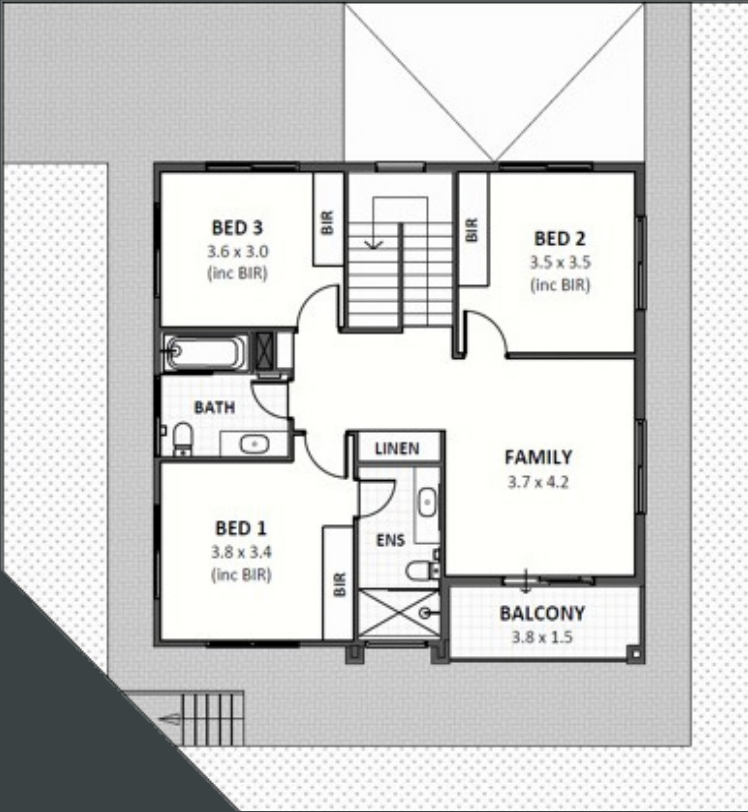 BED 3
3.6 x 3.0
(inc BIR)
BIR
BIR
BED 2
3.5 x 3.5
(inc BIR)
BATH
LINEN
FAMILY
3.7 x 4.2
BED 1
3.8 x 3.4
(inc BIR)
BIR
ENS
BALCONY
3.8 x 1.5